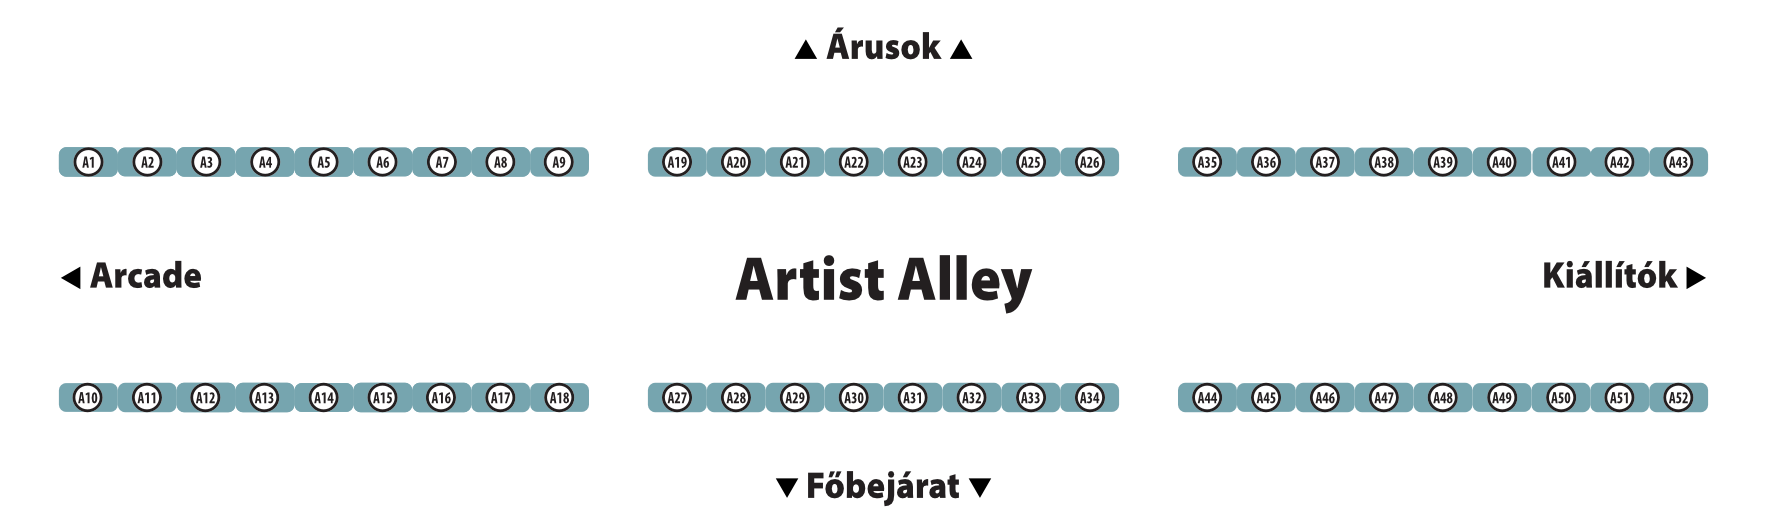 ▲ Árusok ▲
A1 A2 A3 A4 A5 A6 A7 A8 A9 A19 A20 A21 A22 A23 A24 A25 A26 A35 A36 A37 A38 A39 A40 A41 A42 A43
◀ Arcade
Artist Alley
Kiállítók ▶
A10 A11 A12 A13 A14 A15 A16 A17 A18 A27 A28 A29 A30 A31 A32 A33 A34 A44 A45 A46 A47 A48 A49 A50 A51 A52
▼ Főbejárat ▼